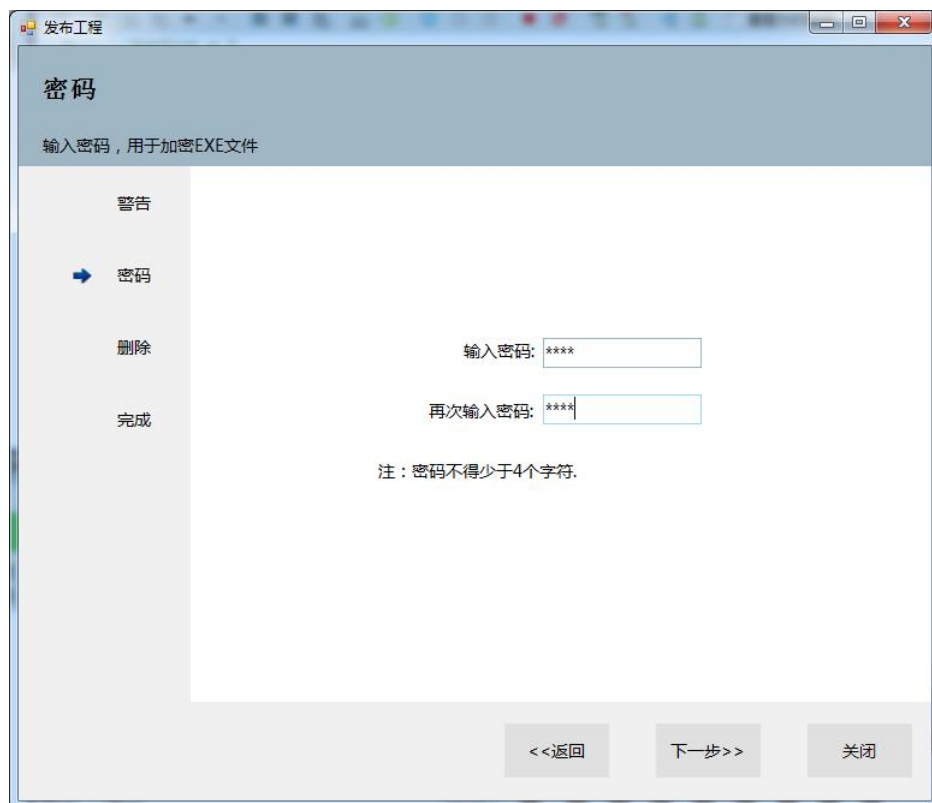 发布工程
密码
输入密码，用于加密EXE文件
警告
密码
删除
完成
输入密码: ****
再次输入密码: ****
注：密码不得少于4个字符.
<<返回
下一步>>
关闭